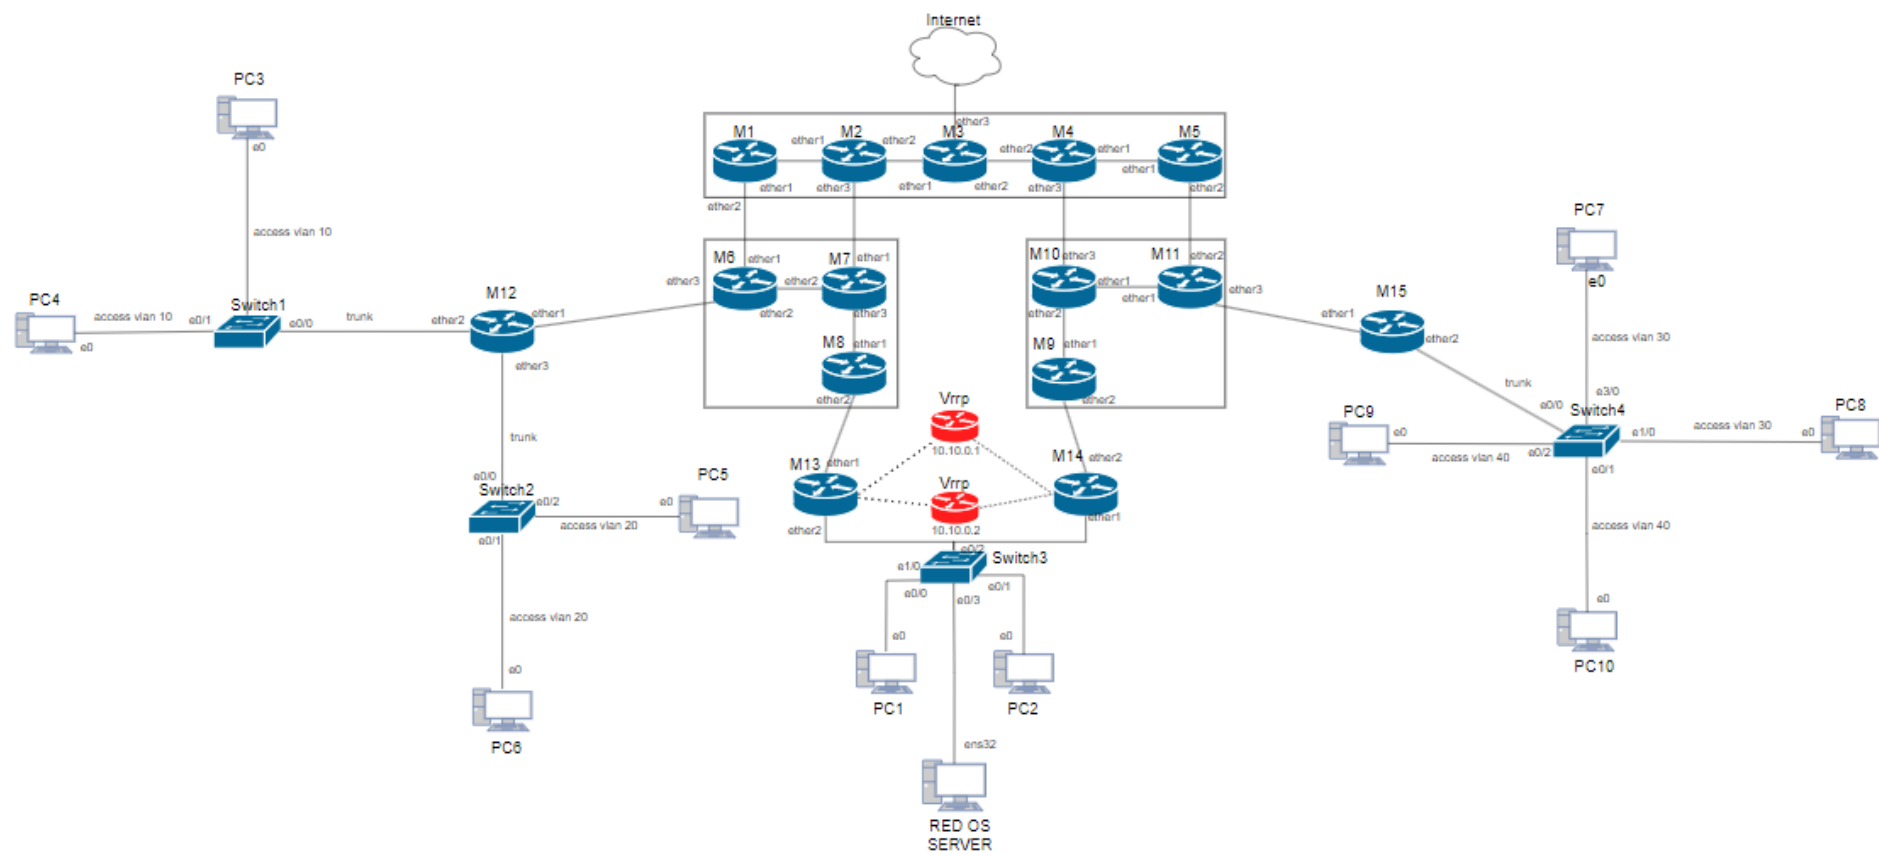 Internet
PC3
ether3
M1
ether1
M2
ether2
M3
ether2
M4
ether1
M5
e0
ether1
ether3
ether1
ether2
ether3
ether1
ether2
ether2
PC7
access vlan 10
M6
ether1
M7
ether1
M10
ether3
M11
ether2
ether3
ether2
ether1
ether1
ether3
e0
PC4
M12
M15
access vlan 10
e0/1
Switch1
e0/0
trunk
ether2
ether1
ether2
ether3
ether2
ether1
ether2
e0
ether3
M8
ether1
M9
ether1
access vlan 30
trunk
ether2
Vrrp
ether2
e3/0
PC9
e0/0
Switch4
PC8
e0
e1/0
access vlan 30
e0
trunk
10.10.0.1
access vlan 40
e0/2
e0/1
M13
ether1
M14
ether2
e0/0
Switch2
PC5
Vrrp
e0/2
e0
access vlan 20
ether2
10.10.0.2
ether1
access vlan 40
e0/1
e0/2
Switch3
e1/0
e0/0
e0/3
e0/1
e0
access vlan 20
e0
e0
e0
PC10
PC1
PC2
PC6
ens32
RED OS
SERVER